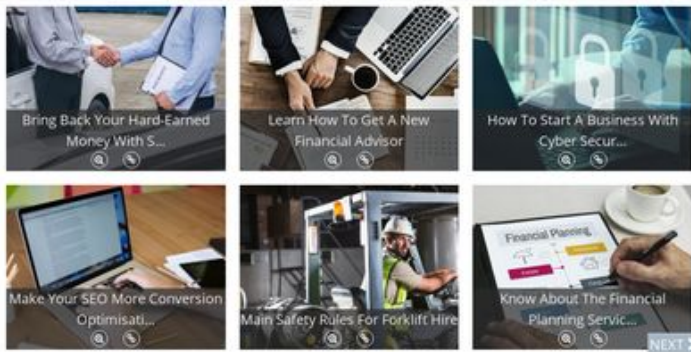 Bring Back Your Hard-Earned
Money With S...
Learn How To Get A New
Financial Advisor
How To Start A Business With
Cyber Secur...
Make Your SEO More Conversion
Optimisati...
Main Safety Rules For Forklift Hire
Financial Planning
Know About The Financial
Planning Servic...
NEXT